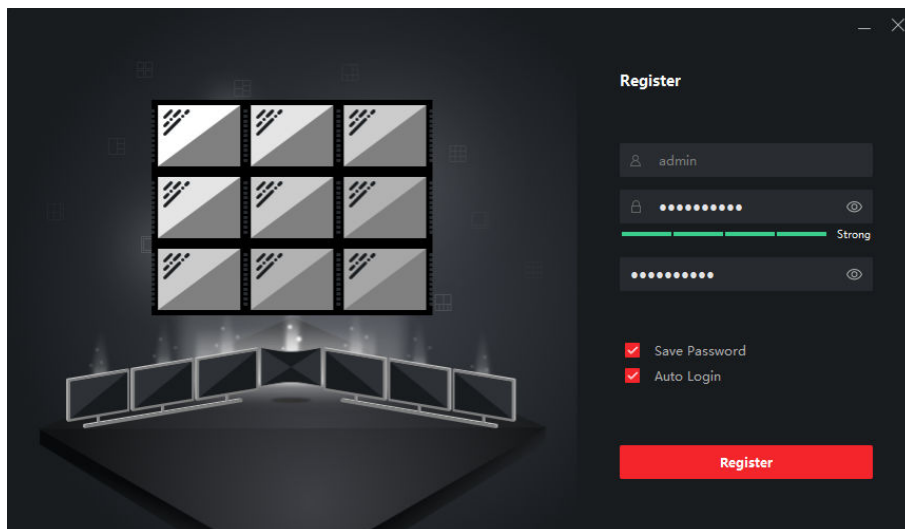 Register
admin
●●●●●●●●●●
Strong
●●●●●●●●●●
Save Password
Auto Login
Register